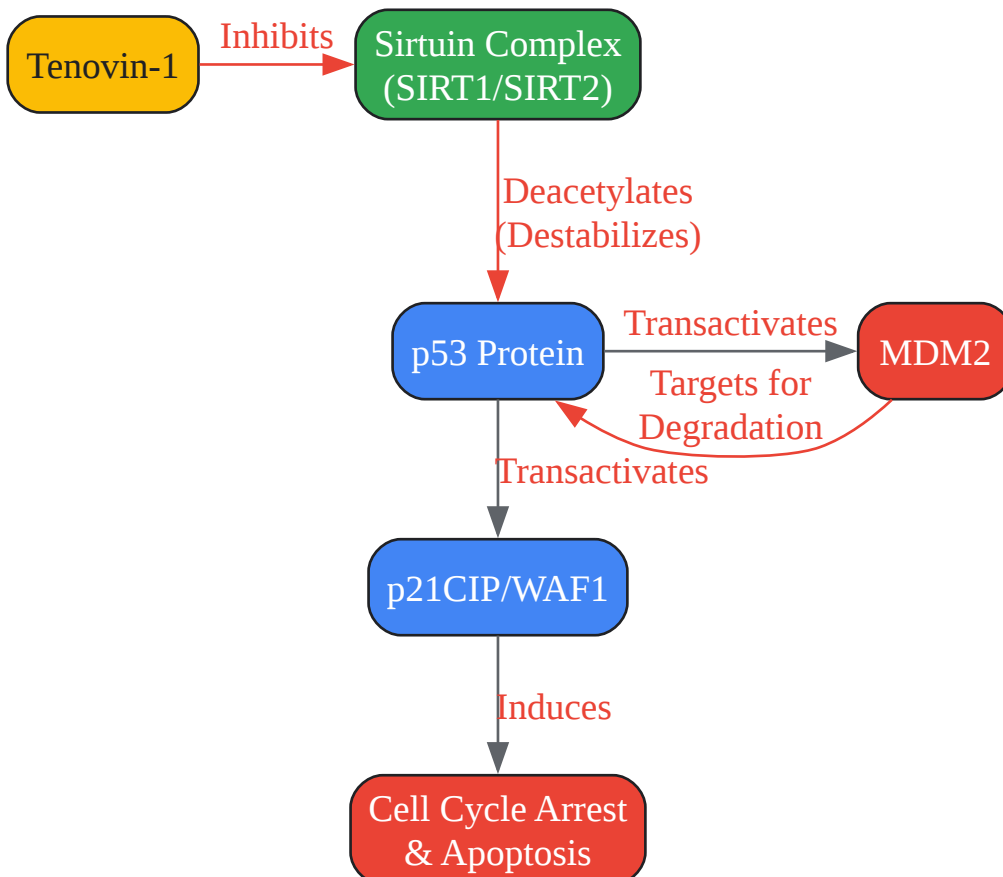 Tenovin-1
Inhibits
Sirtuin Complex
(SIRT1/SIRT2)
Deacetylates
(Destabilizes)
p53 Protein
Transactivates
MDM2
Targets for
Degradation
Transactivates
p21CIP/WAF1
Induces
Cell Cycle Arrest
& Apoptosis